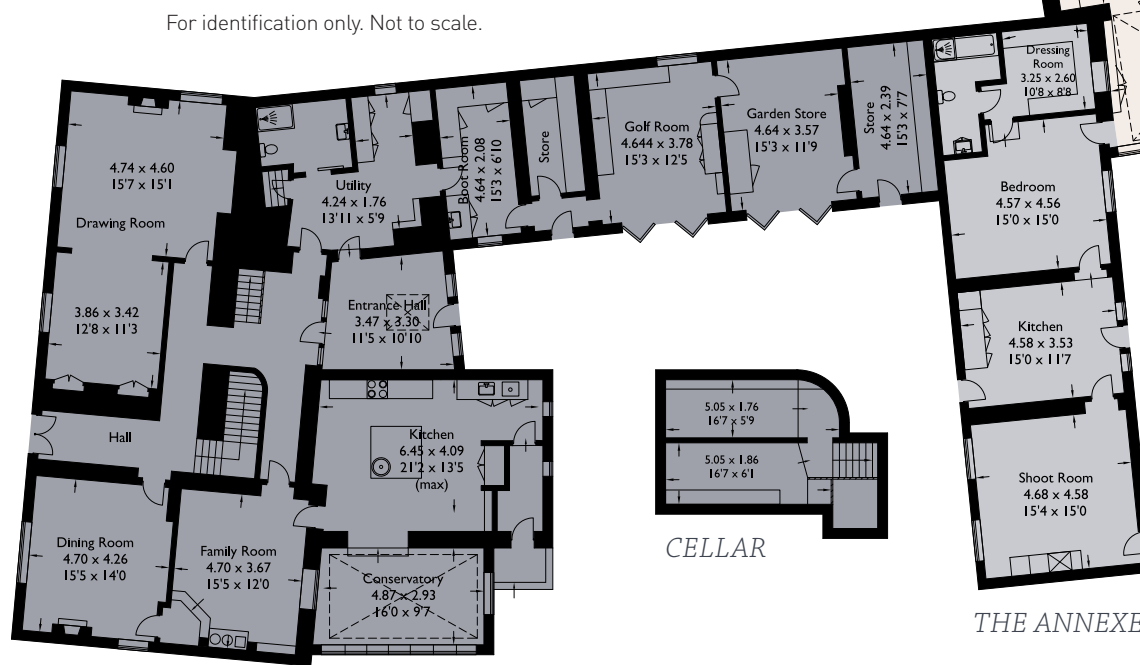 For identification only. Not to scale.
4.74 x 4.60
15'7 x 15'1
Drawing Room
3.86 x 3.42
12'8 x 11'3
Hall
Dining Room
4.70 x 4.26
15'5 x 14'0
Family Room
4.70 x 3.67
15'5 x 12'0
Utility
4.24 x 1.76
13'11 x 5'9
Entrance Hall
3.47 x 3.30
11'5 x 10'10
Kitchen
6.45 x 4.09
21'2 x 13'5
(max)
Conservatory
4.87 x 2.93
16'0 x 9'7
Boot Room
4.64 x 2.08
15'3 x 6'10
Store
Golf Room
4.644 x 3.78
15'3 x 12'5
Garden Store
4.64 x 3.57
15'3 x 11'9
Store
4.64 x 2.39
15'3 x 7'7
5.05 x 1.76
16'7 x 5'9
5.05 x 1.86
16'7 x 6'1
CELLAR
Dressing
Room
3.25 x 2.60
10'8 x 8'8
Bedroom
4.57 x 4.56
15'0 x 15'0
Kitchen
4.58 x 3.53
15'0 x 11'7
Shoot Room
4.68 x 4.58
15'4 x 15'0
THE ANNEXE